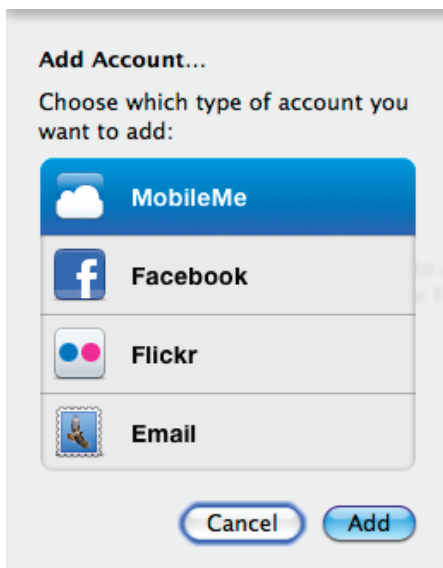 Add Account...
Choose which type of account you
want to add:
MobileMe
Facebook
Flickr
Email
Cancel
Add